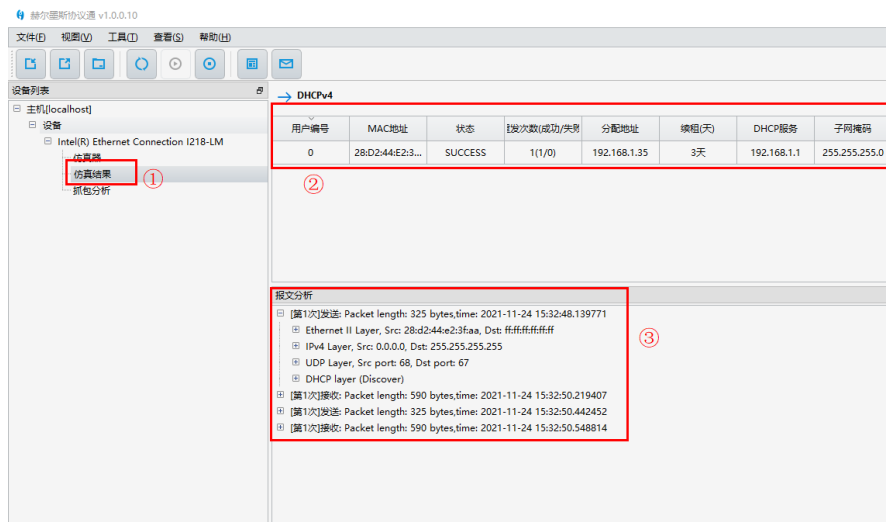 赫尔墨斯协议通 v1.0.0.10
文件(F) 视图(V) 工具(T) 查看(S) 帮助(H)
设备列表
主机[localhost]
设备
Intel(R) Ethernet Connection I218-LM
仿真器
仿真结果
抓包分析
①
DHCPv4
用户编号 MAC地址 状态 发次数(成功/失败 分配地址 续租(天) DHCP服务 子网掩码
0 28:D2:44:E2:3... SUCCESS 1(1/0) 192.168.1.35 3天 192.168.1.1 255.255.255.0
②
报文分析
[第1次]发送: Packet length: 325 bytes,time: 2021-11-24 15:32:48.139771
Ethernet II Layer, Src: 28:d2:44:e2:3f:aa, Dst: ff:ff:ff:ff:ff:ff
IPv4 Layer, Src: 0.0.0.0, Dst: 255.255.255.255
UDP Layer, Src port: 68, Dst port: 67
DHCP layer (Discover)
[第1次]接收: Packet length: 590 bytes,time: 2021-11-24 15:32:50.219407
[第1次]发送: Packet length: 325 bytes,time: 2021-11-24 15:32:50.442452
[第1次]接收: Packet length: 590 bytes,time: 2021-11-24 15:32:50.548814
③